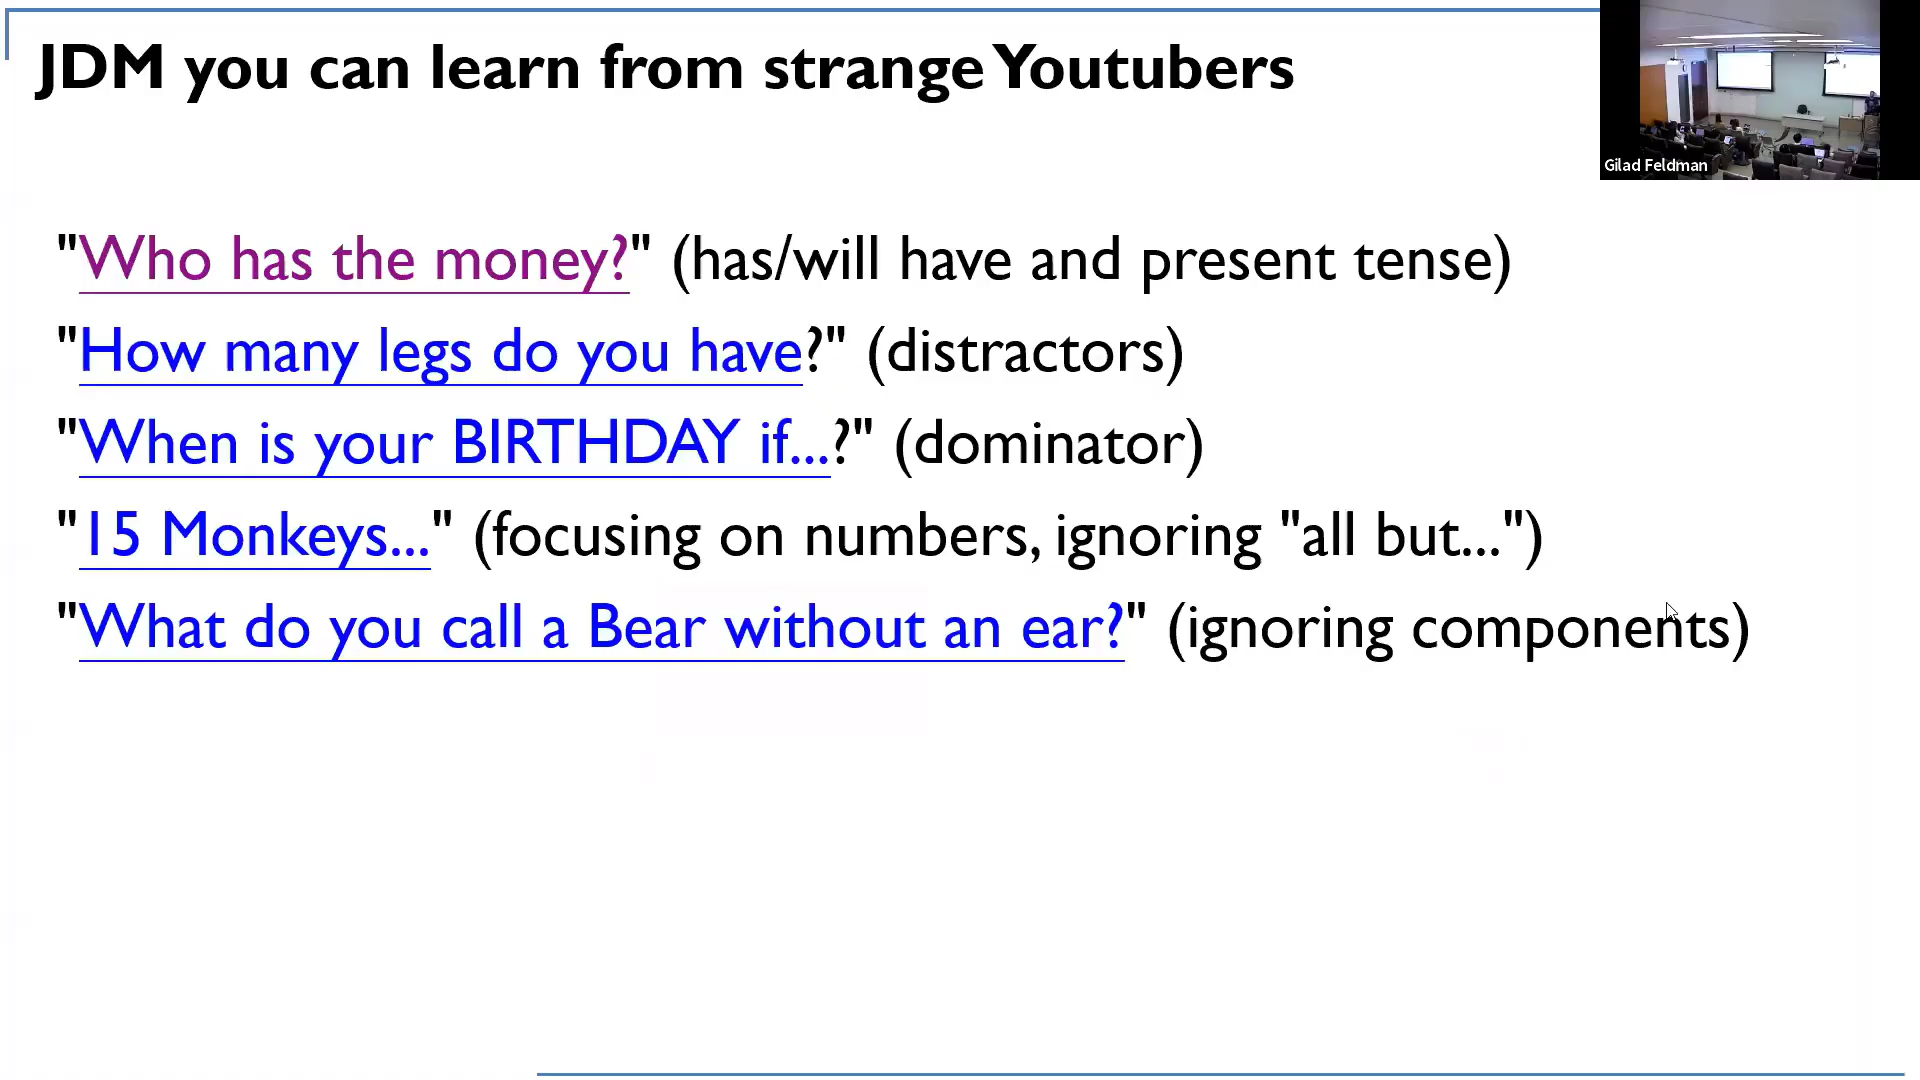 JDM you can learn from strange Youtubers
Gilad Feldman
"Who has the money?" (has/will have and present tense)
"How many legs do you have?" (distractors)
"When is your BIRTHDAY if...?" (dominator)
"15 Monkeys..." (focusing on numbers, ignoring "all but...")
"What do you call a Bear without an ear?" (ignoring components)